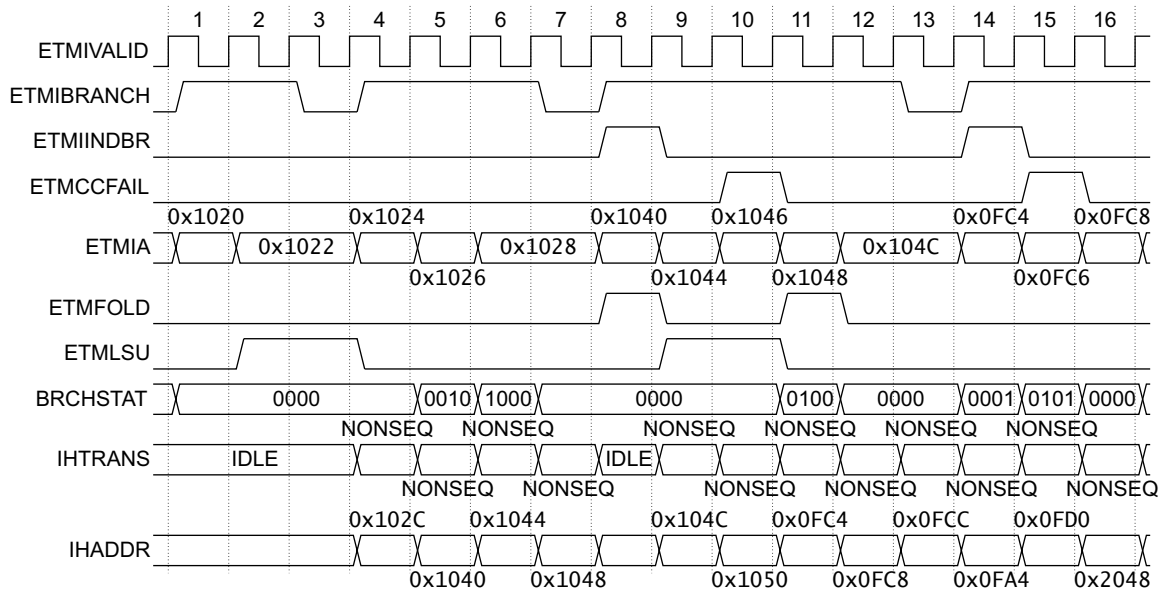 1 2 3 4 5 6 7 8 9 10 11 12 13 14 15 16
ETMIVALID
ETMIBRANCH
ETMIINDBR
ETMCCFAIL
0x1020 0x1024 0x1040 0x1046 0x0FC4 0x0FC8
ETMIA 0x1022 0x1028 0x104C
0x1026 0x1044 0x1048 0x0FC6
ETMFOLD
ETMLSU
BRCHSTAT 0000 0010 1000 0000 0100 0000 0001 0101 0000
NONSEQ NONSEQ NONSEQ NONSEQ NONSEQ NONSEQ
IHTRANS IDLE IDLE
NONSEQ NONSEQ NONSEQ NONSEQ NONSEQ NONSEQ
0x102C 0x1044 0x104C 0x0FC4 0x0FCC 0x0FD0
IHADDR
0x1040 0x1048 0x1050 0x0FC8 0x0FA4 0x2048